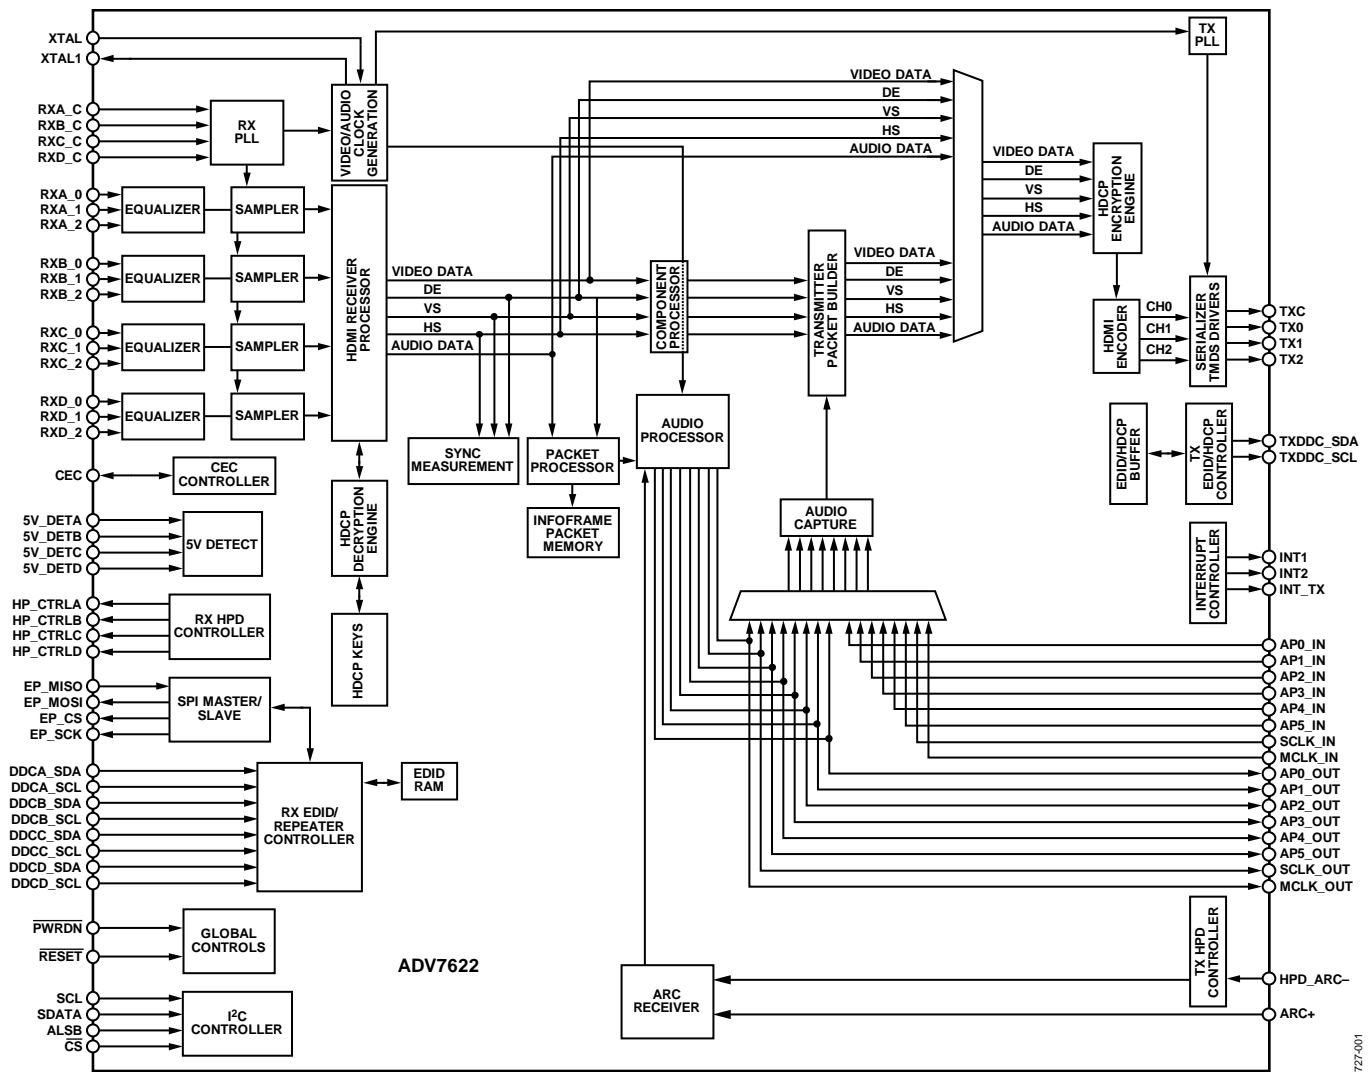 XTAL
XTAL1
RXA_C
RXB_C
RXC_C
RXD_C
RX
PLL
VIDEO/AUDIO
CLOCK
GENERATION
TX
PLL
RXA_0
RXA_1
RXA_2
EQUALIZER
SAMPLER
RXB_0
RXB_1
RXB_2
EQUALIZER
SAMPLER
RXC_0
RXC_1
RXC_2
EQUALIZER
SAMPLER
RXD_0
RXD_1
RXD_2
EQUALIZER
SAMPLER
HDMI RECEIVER
PROCESSOR
VIDEO DATA
DE
VS
HS
AUDIO DATA
VIDEO DATA
DE
VS
HS
AUDIO DATA
COMPONENT
PROCESSOR
TRANSMITTER
PACKET BUILDER
VIDEO DATA
DE
VS
HS
AUDIO DATA
VIDEO DATA
DE
VS
HS
AUDIO DATA
HDCP
ENCRYPTION
ENGINE
HDMI
ENCODER
CH0
CH1
CH2
SERIALIZER
TMDS DRIVERS
TXC
TX0
TX1
TX2
CEC
CEC
CONTROLLER
SYNC
MEASUREMENT
PACKET
PROCESSOR
AUDIO
PROCESSOR
INFOFRAME
PACKET
MEMORY
AUDIO
CAPTURE
EDID/HDCP
BUFFER
TX
EDID/HDCP
CONTROLLER
TXDDC_SDA
TXDDC_SCL
5V_DETA
5V_DETB
5V_DETC
5V_DETD
5V DETECT
HDCP
DECRYPTION
ENGINE
INTERRUPT
CONTROLLER
INT1
INT2
INT_TX
HP_CTRLA
HP_CTRLB
HP_CTRLC
HP_CTRLD
RX HPD
CONTROLLER
HDCP KEYS
EP_MISO
EP_MOSI
EP_CS
EP_SCK
SPI MASTER/
SLAVE
AP0_IN
AP1_IN
AP2_IN
AP3_IN
AP4_IN
AP5_IN
SCLK_IN
MCLK_IN
AP0_OUT
AP1_OUT
AP2_OUT
AP3_OUT
AP4_OUT
AP5_OUT
SCLK_OUT
MCLK_OUT
DDCA_SDA
DDCA_SCL
DDCB_SDA
DDCB_SCL
DDCC_SDA
DDCC_SCL
DDCD_SDA
DDCD_SCL
RX EDID/
REPEATER
CONTROLLER
EDID
RAM
PWRDN
RESET
GLOBAL
CONTROLS
ADV7622
SCL
SDATA
ALSB
CS
I2C
CONTROLLER
ARC
RECEIVER
TX HPD
CONTROLLER
HPD_ARC–
ARC+
727-001